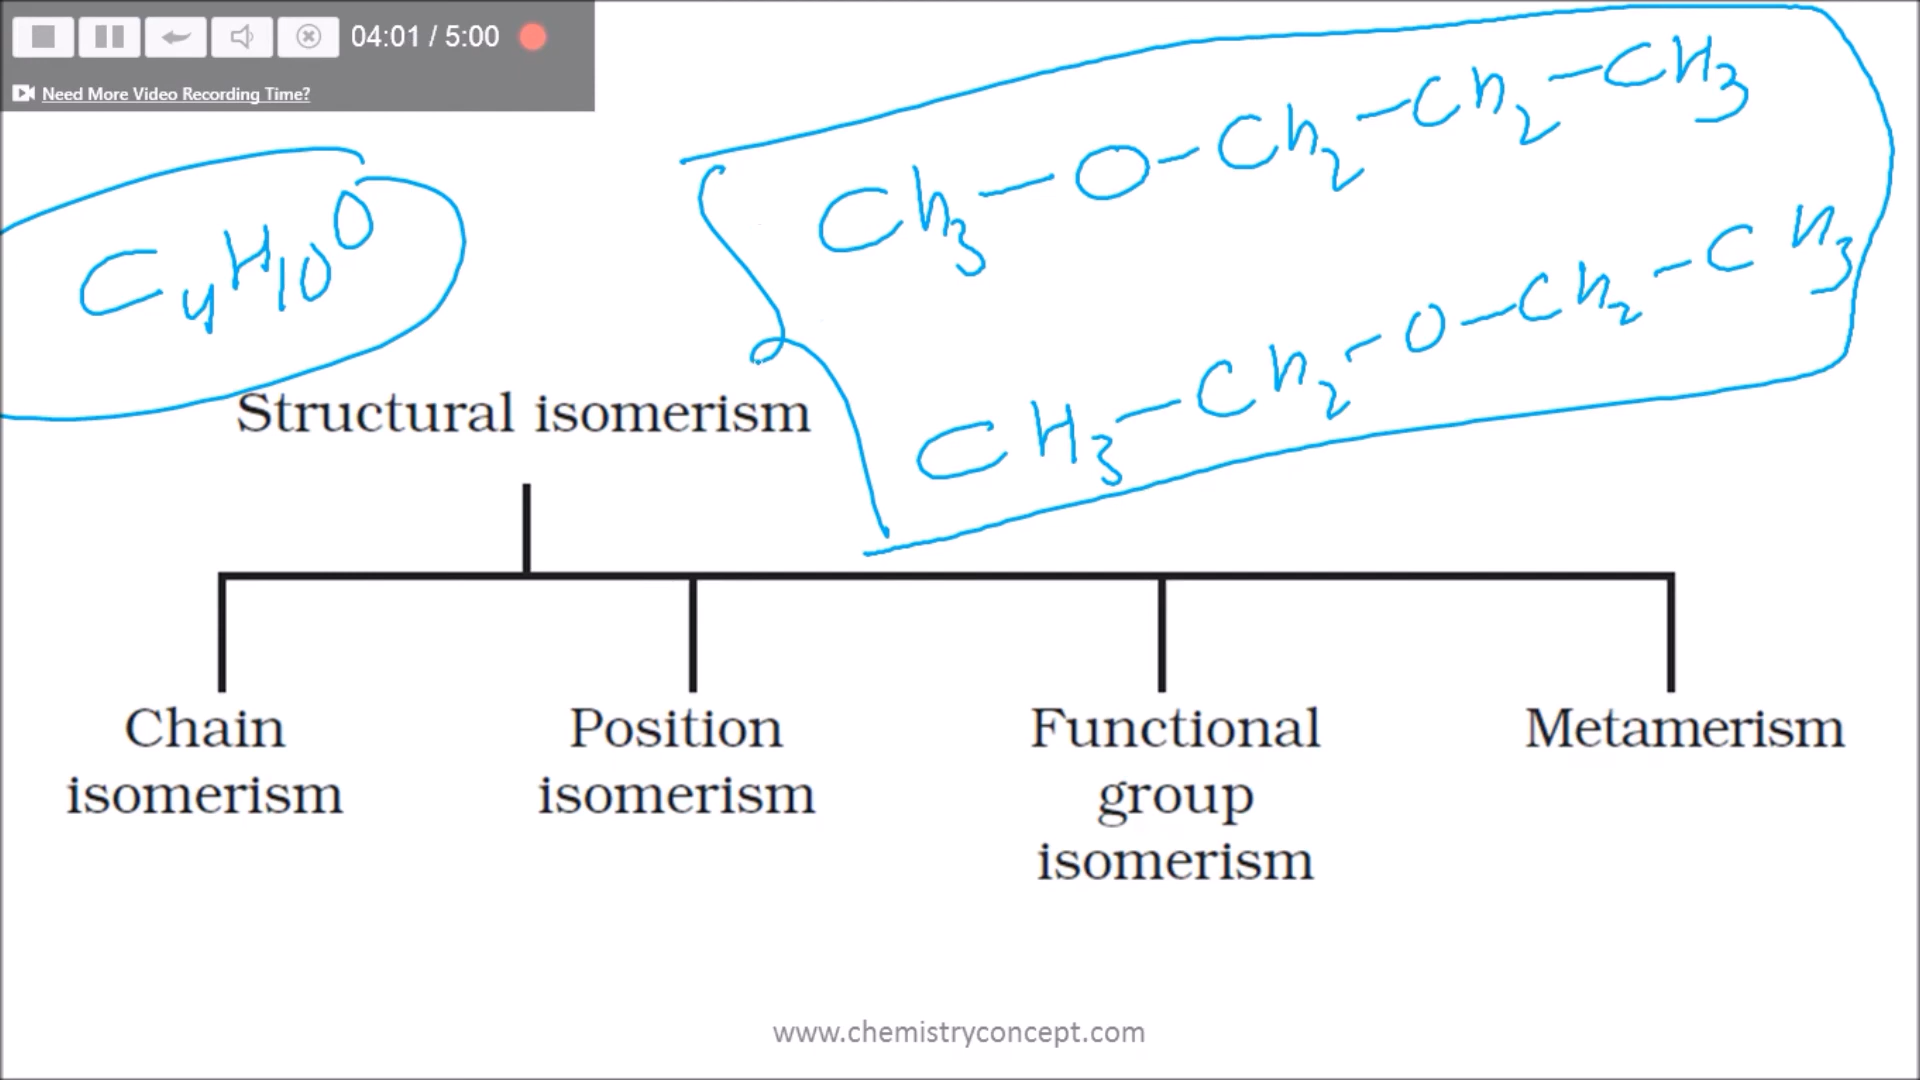 04:01 / 5:00
Need More Video Recording Time?
CH3—O—CH2—CH2—CH3
C4H10O
CH3—CH2—O—CH2—CH3
Structural isomerism
Chain
isomerism
Position
isomerism
Functional
group
isomerism
Metamerism
www.chemistryconcept.com